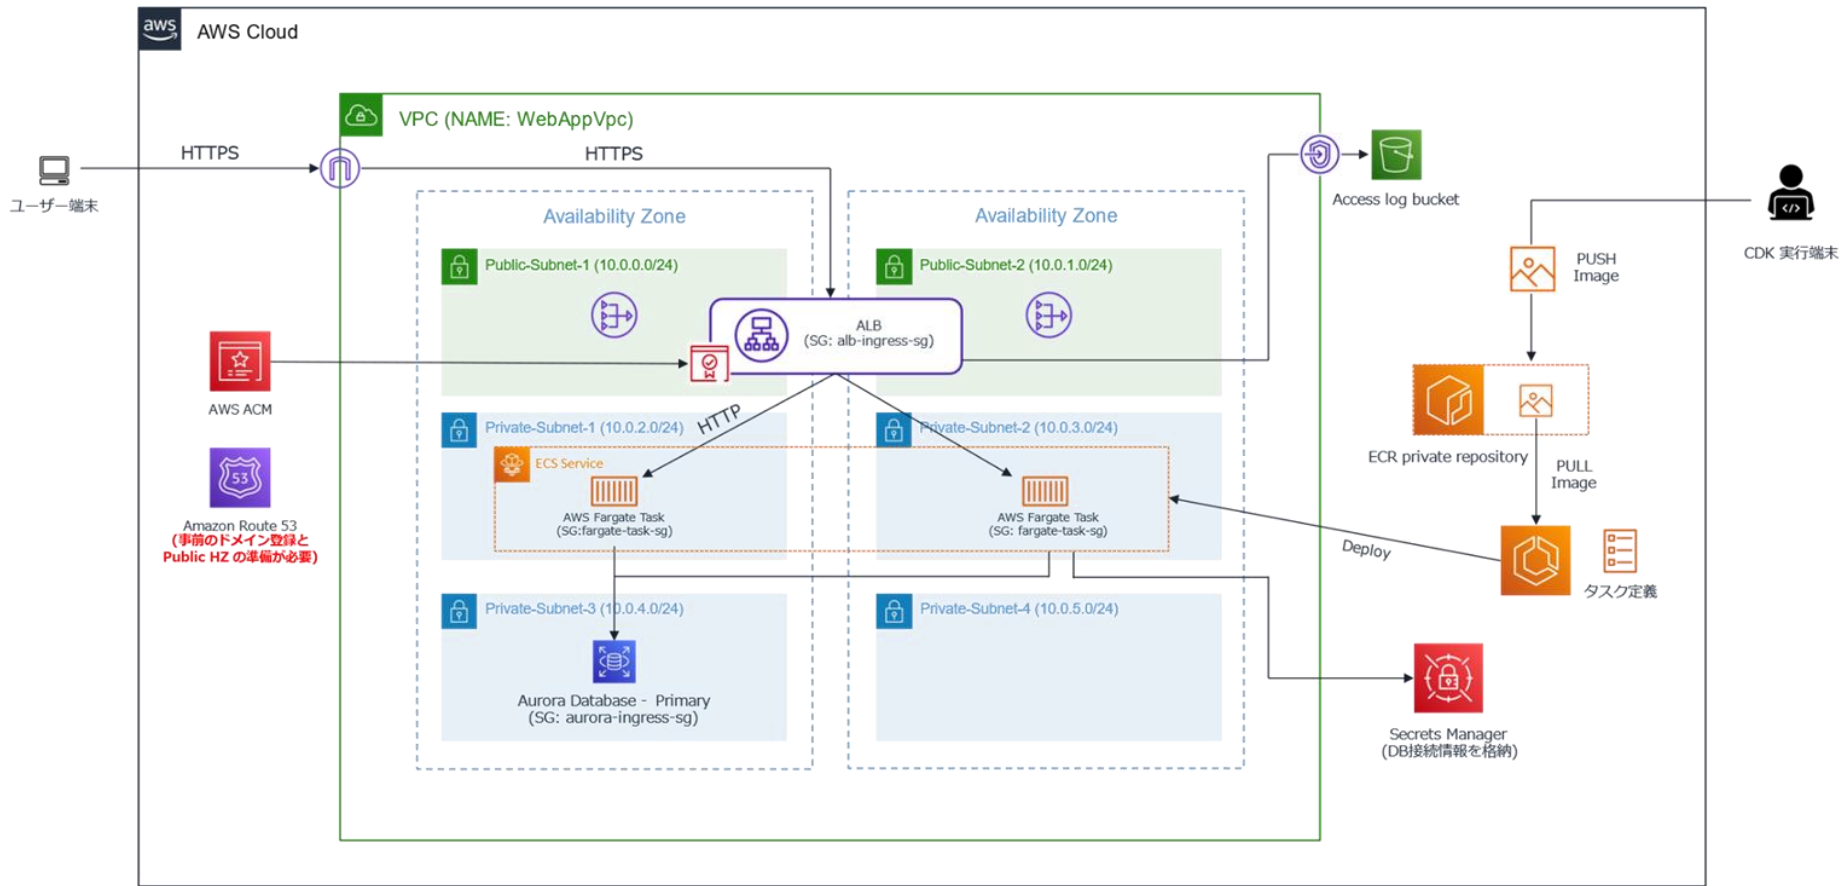 aws
AWS Cloud
VPC (NAME: WebAppVpc)
HTTPS
HTTPS
ユーザー端末
Access log bucket
CDK 実行端末
Availability Zone
Availability Zone
Public-Subnet-1 (10.0.0.0/24)
Public-Subnet-2 (10.0.1.0/24)
PUSH
Image
ALB
(SG: alb-ingress-sg)
AWS ACM
HTTP
Private-Subnet-1 (10.0.2.0/24)
Private-Subnet-2 (10.0.3.0/24)
ECS Service
ECR private repository
PULL
Image
53
Amazon Route 53
(事前のドメイン登録と
Public HZ の準備が必要)
AWS Fargate Task
(SG:fargate-task-sg)
AWS Fargate Task
(SG: fargate-task-sg)
Deploy
タスク定義
Private-Subnet-3 (10.0.4.0/24)
Private-Subnet-4 (10.0.5.0/24)
Aurora Database - Primary
(SG: aurora-ingress-sg)
Secrets Manager
(DB接続情報を格納)